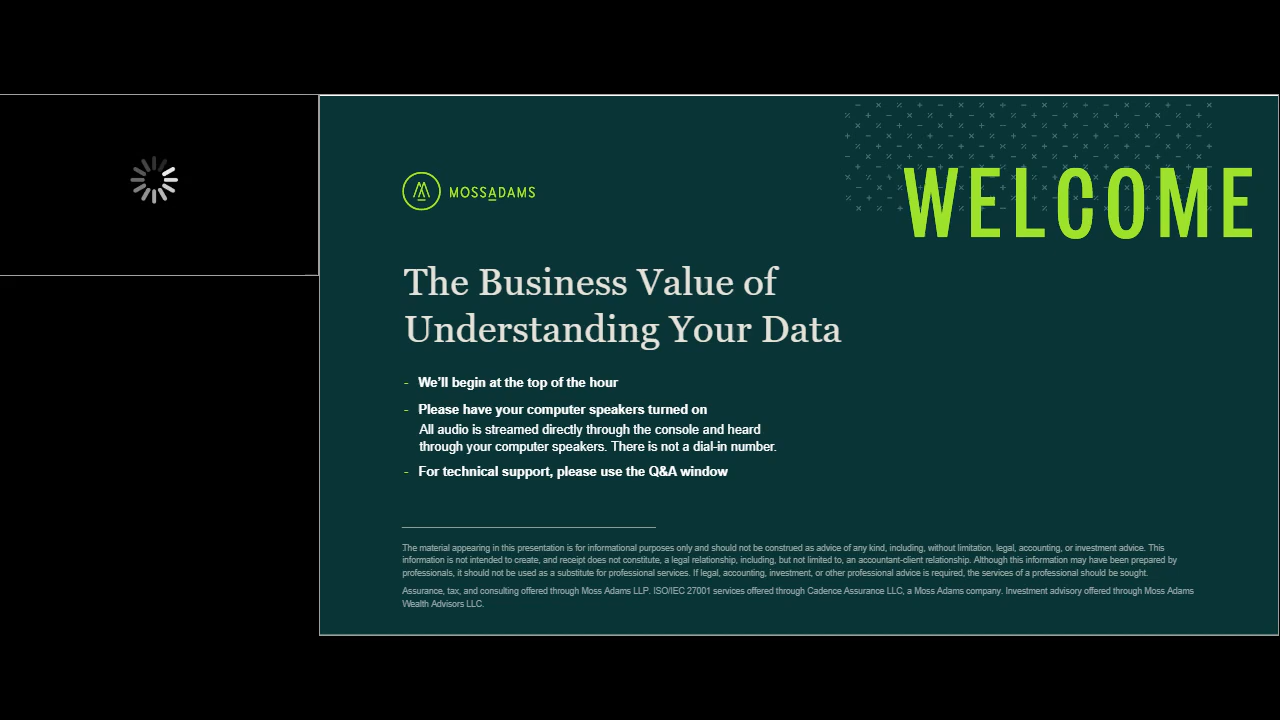 WELCOME
MOSSADAMS
The Business Value of
Understanding Your Data
- We'll begin at the top of the hour
- Please have your computer speakers turned on
All audio is streamed directly through the console and heard
through your computer speakers. There is not a dial-in number.
- For technical support, please use the Q&A window
The material appearing in this presentation is for informational purposes only and should not be construed as advice of any kind, including, without limitation, legal, accounting, or investment advice. This
information is not intended to create, and receipt does not constitute, a legal relationship, including, but not limited to, an accountant-client relationship. Although this information may have been prepared by
professionals, it should not be used as a substitute for professional services. If legal, accounting, investment, or other professional advice is required, the services of a professional should be sought.
Assurance, tax, and consulting offered through Moss Adams LLP. ISO/IEC 27001 services offered through Cadence Assurance LLC, a Moss Adams company. Investment advisory offered through Moss Adams
Wealth Advisors LLC.